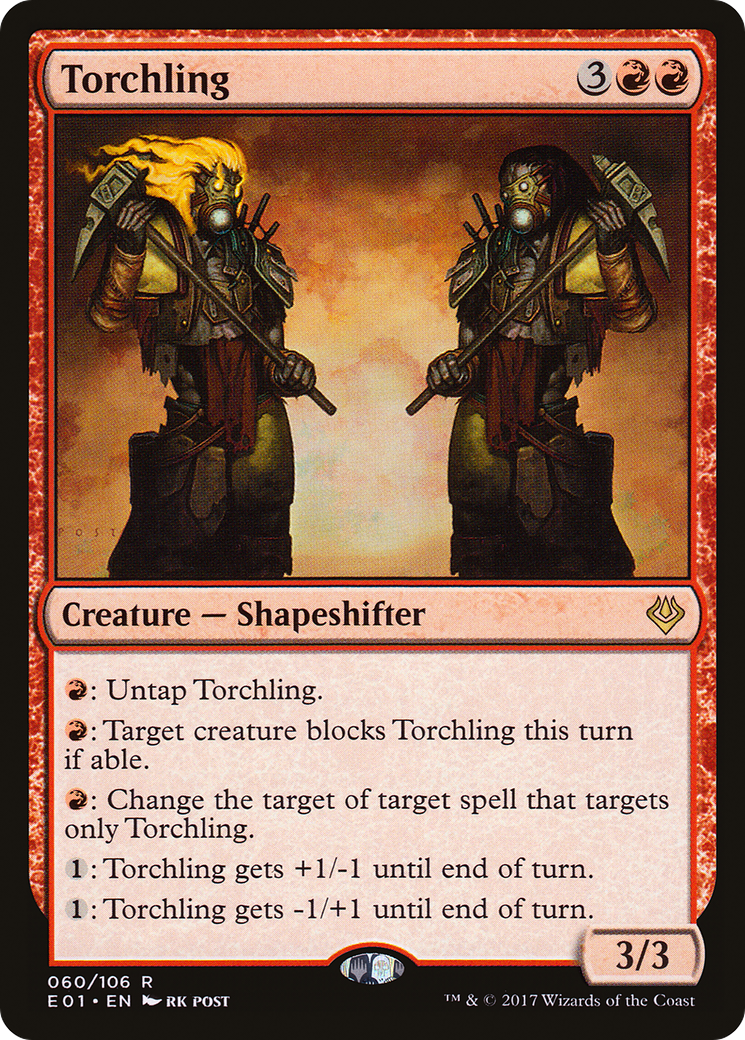 Torchling 3
POST
Creature — Shapeshifter
: Untap Torchling.
: Target creature blocks Torchling this turn
if able.
: Change the target of target spell that targets
only Torchling.
1: Torchling gets +1/-1 until end of turn.
1: Torchling gets -1/+1 until end of turn.
3/3
060/106 R
E01 • EN RK POST
™ & © 2017 Wizards of the Coast